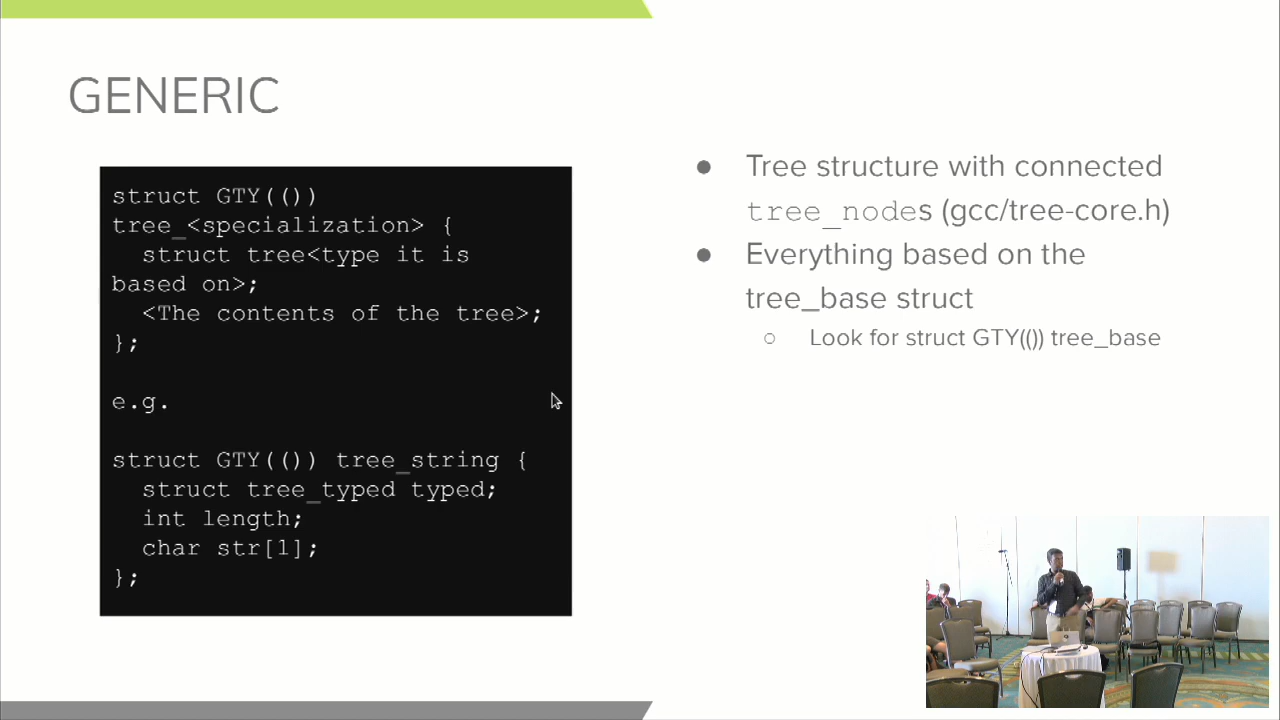 GENERIC
struct GTY(())
tree_<specialization> {
struct tree<type it is
based on>;
<The contents of the tree>;
};
e.g.
struct GTY(()) tree_string {
struct tree_typed typed;
int length;
char str[1];
};
● Tree structure with connected
tree_nodes (gcc/tree-core.h)
● Everything based on the
tree_base struct
○ Look for struct GTY(()) tree_base